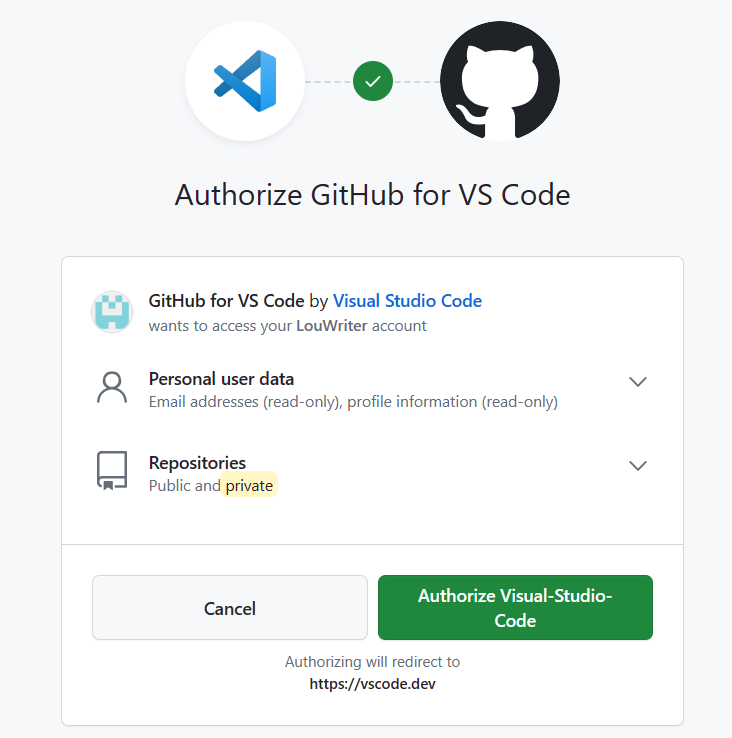 Authorize GitHub for VS Code
GitHub for VS Code by Visual Studio Code
wants to access your LouWriter account
Personal user data
Email addresses (read-only), profile information (read-only)
Repositories
Public and private
Cancel
Authorize Visual-Studio-
Code
Authorizing will redirect to
https://vscode.dev